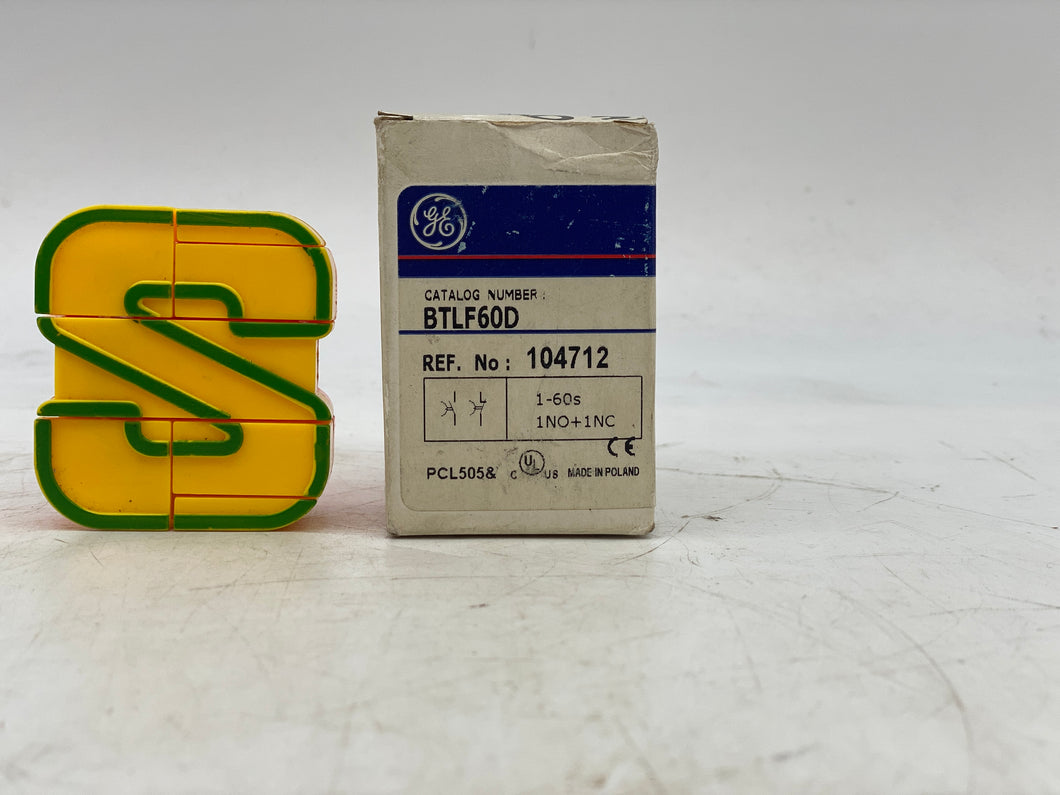 S
GE
CATALOG NUMBER :
BTLF60D
REF. No : 104712
1-60s
1NO+1NC
CE
PCL505& C UL US MADE IN POLAND